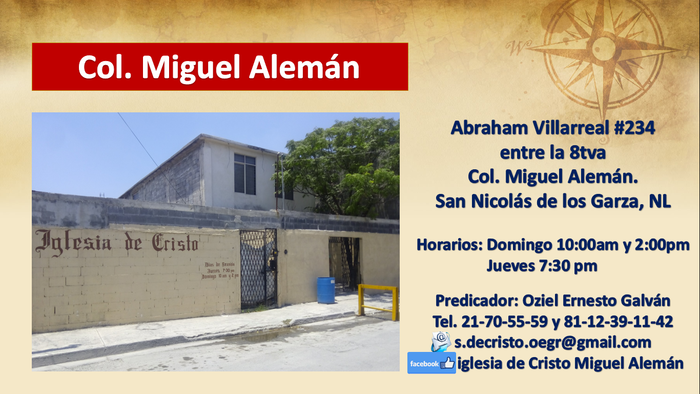 Col. Miguel Alemán
Abraham Villarreal #234
entre la 8tva
Col. Miguel Alemán.
San Nicolás de los Garza, NL
Horarios: Domingo 10:00am y 2:00pm
Jueves 7:30 pm
Predicador: Oziel Ernesto Galván
Tel. 21-70-55-59 y 81-12-39-11-42
s.decristo.oegr@gmail.com
facebook iglesia de Cristo Miguel Alemán
Iglesia de Cristo